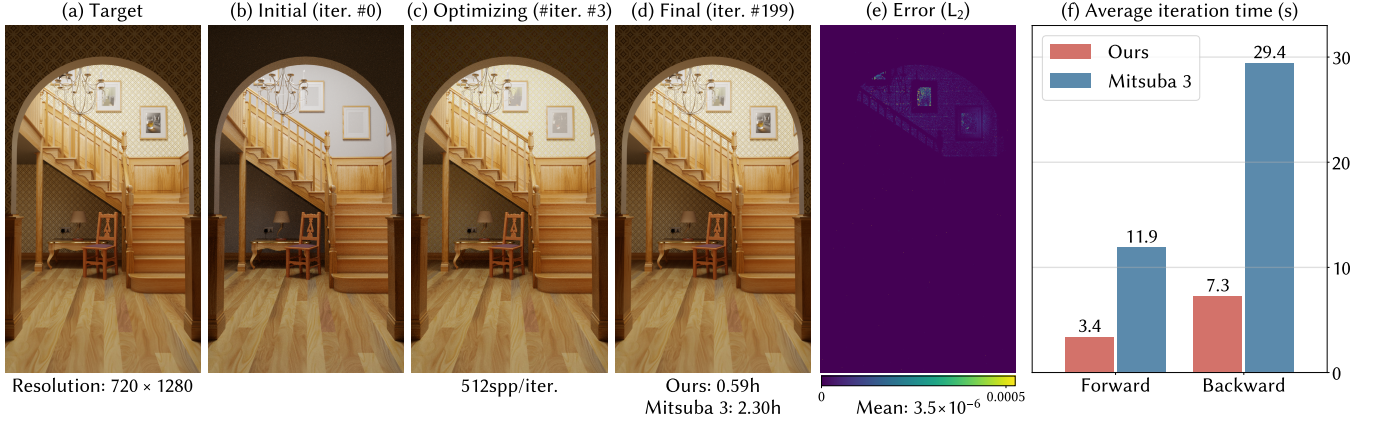 (a) Target
(b) Initial (iter. #0)
(c) Optimizing (#iter. #3)
(d) Final (iter. #199)
(e) Error (L₂)
(f) Average iteration time (s)
Ours
Mitsuba 3
3.4
11.9
7.3
29.4
30
20
10
0
Forward
Backward
Resolution: 720 × 1280
512spp/iter.
Ours: 0.59h
Mitsuba 3: 2.30h
0
0.0005
Mean: 3.5×10⁻⁶